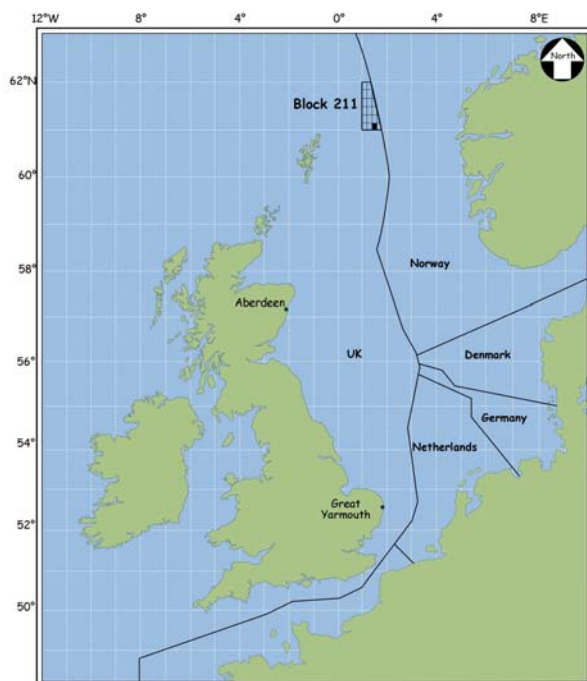 12°W 8° 4° 0° 4° 8°E
North
62°N
Block 211
60°
58°
Norway
Aberdeen
56°
UK
Denmark
Germany
54°
Netherlands
Great
Yarmouth
52°
50°